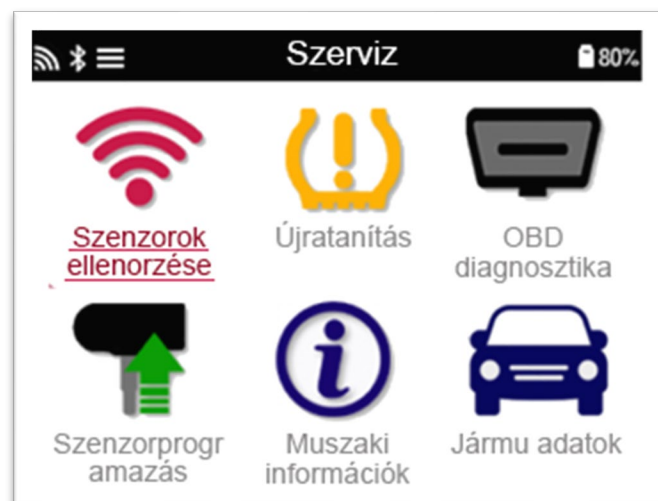 Szerviz
80%
Szenzorok
ellenorzése
Újratanítás
OBD
diagnosztika
Szenzorprogr
amazás
Muszaki
információk
Jármu adatok